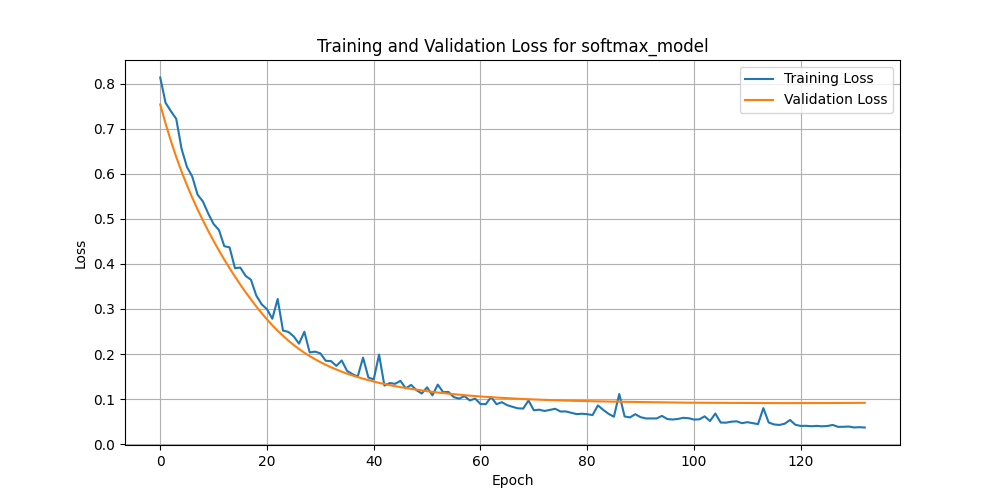 Training and Validation Loss for softmax_model
Training Loss
Validation Loss
0.8
0.7
0.6
0.5
0.4
0.3
0.2
0.1
0.0
Loss
0 20 40 60 80 100 120
Epoch